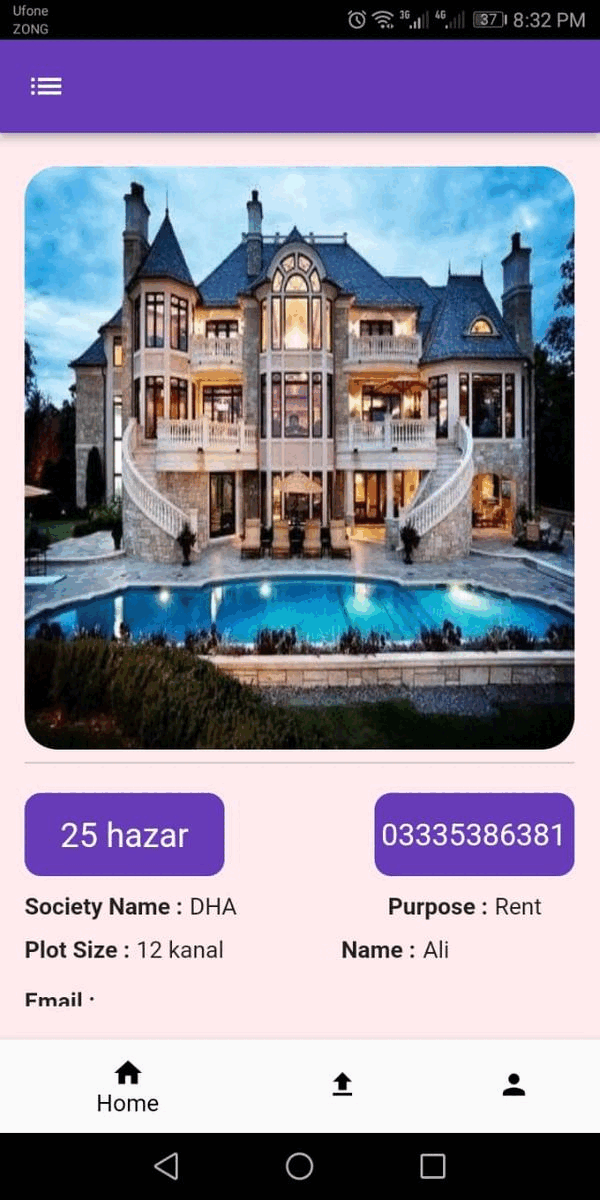 Ufone
ZONG
3G 4G 37 8:32 PM
25 hazar
03335386381
Society Name : DHA
Purpose : Rent
Plot Size : 12 kanal
Name : Ali
Email :
Home